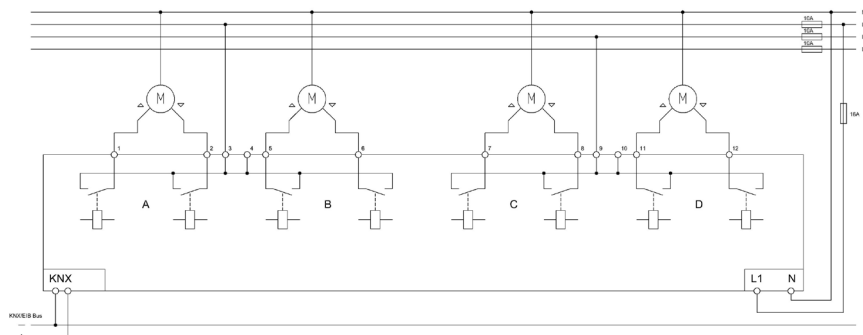 10A
10A
10A
M M M M
16A
1 2 3 4 5 6 7 8 9 10 11 12
A B C D
KNX L1 N
KNX/EIB Bus